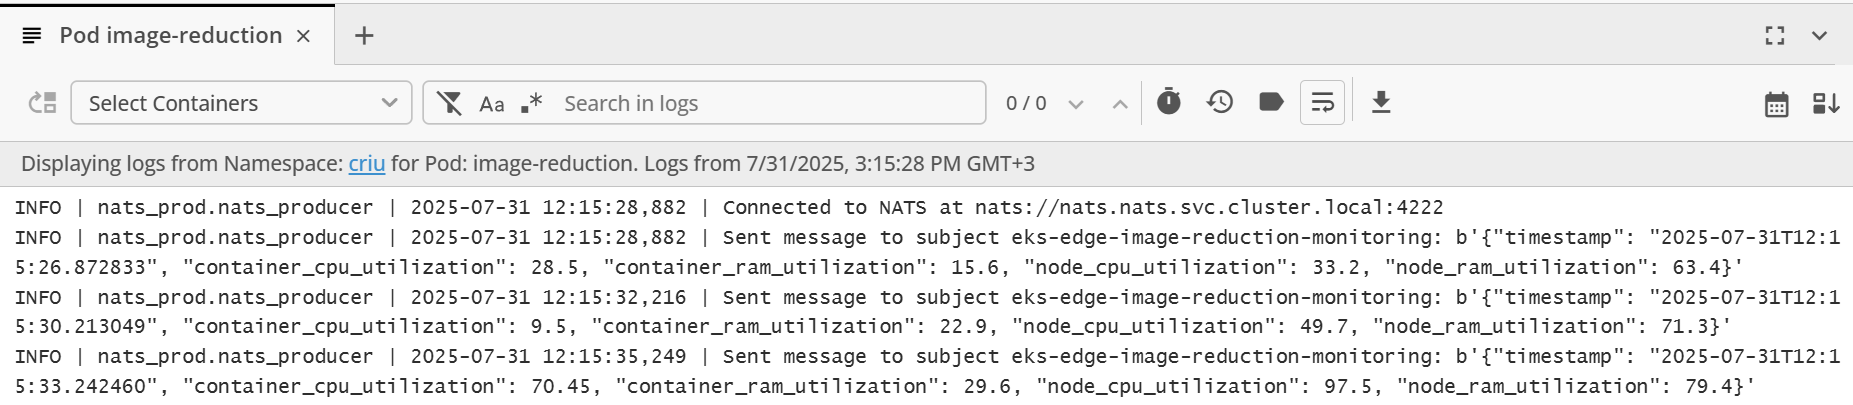 Pod image-reduction
Select Containers
Aa .* Search in logs 0 / 0
Displaying logs from Namespace: criu for Pod: image-reduction. Logs from 7/31/2025, 3:15:28 PM GMT+3
INFO | nats_prod.nats_producer | 2025-07-31 12:15:28,882 | Connected to NATS at nats://nats.nats.svc.cluster.local:4222
INFO | nats_prod.nats_producer | 2025-07-31 12:15:28,882 | Sent message to subject eks-edge-image-reduction-monitoring: b'{"timestamp": "2025-07-31T12:1
5:26.872833", "container_cpu_utilization": 28.5, "container_ram_utilization": 15.6, "node_cpu_utilization": 33.2, "node_ram_utilization": 63.4}'
INFO | nats_prod.nats_producer | 2025-07-31 12:15:32,216 | Sent message to subject eks-edge-image-reduction-monitoring: b'{"timestamp": "2025-07-31T12:1
5:30.213049", "container_cpu_utilization": 9.5, "container_ram_utilization": 22.9, "node_cpu_utilization": 49.7, "node_ram_utilization": 71.3}'
INFO | nats_prod.nats_producer | 2025-07-31 12:15:35,249 | Sent message to subject eks-edge-image-reduction-monitoring: b'{"timestamp": "2025-07-31T12:1
5:33.242460", "container_cpu_utilization": 70.45, "container_ram_utilization": 29.6, "node_cpu_utilization": 97.5, "node_ram_utilization": 79.4}'